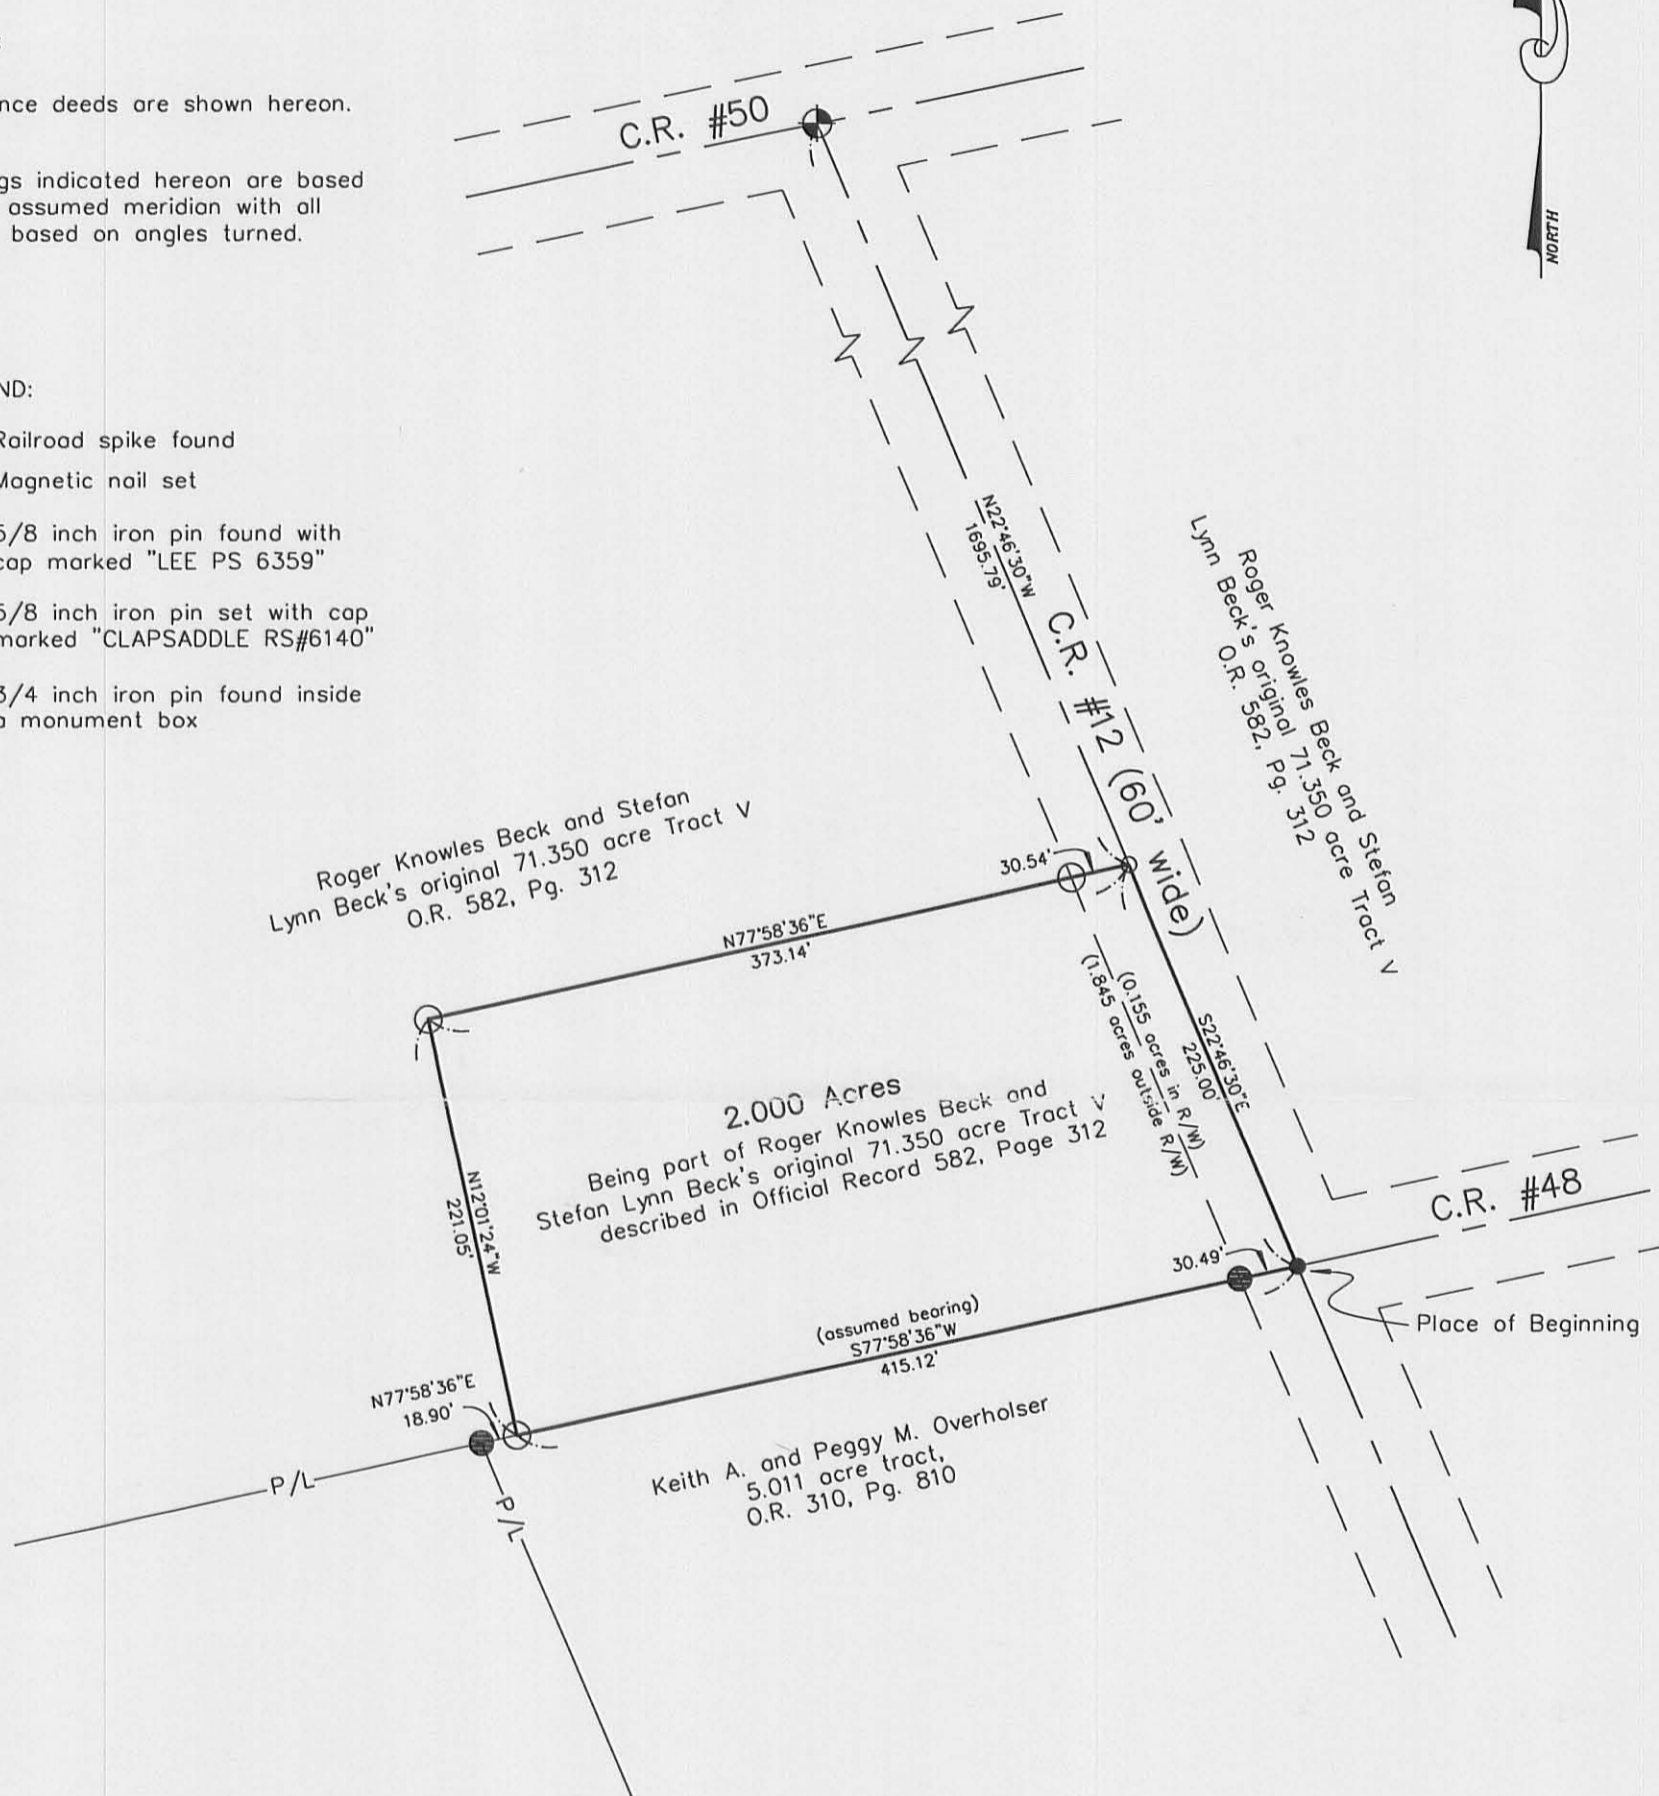 nce deeds are shown hereon.
gs indicated hereon are based
assumed meridian with all
based on angles turned.
ND:
Railroad spike found
Magnetic nail set
5/8 inch iron pin found with
cap marked "LEE PS 6359"
5/8 inch iron pin set with cap
marked "CLAPSADDLE RS#6140"
3/4 inch iron pin found inside
a monument box
C.R. #50
NORTH
N22°46'30"W
1695.79'
C.R. #12 (60' wide)
Roger Knowles Beck and Stefan
Lynn Beck's original 71.350 acre Tract V
O.R. 582, Pg. 312
Roger Knowles Beck and Stefan
Lynn Beck's original 71.350 acre Tract V
O.R. 582, Pg. 312
30.54'
N77°58'36"E
373.14'
(0.155 acres in R/W)
(1.845 acres outside R/W)
S22°46'30"E
225.00'
2.000 Acres
Being part of Roger Knowles Beck and
Stefan Lynn Beck's original 71.350 acre Tract V
described in Official Record 582, Page 312
N12°01'24"W
221.05'
C.R. #48
30.49'
Place of Beginning
(assumed bearing)
S77°58'36"W
415.12'
N77°58'36"E
18.90'
Keith A. and Peggy M. Overholser
5.011 acre tract,
O.R. 310, Pg. 810
P/L
P/L